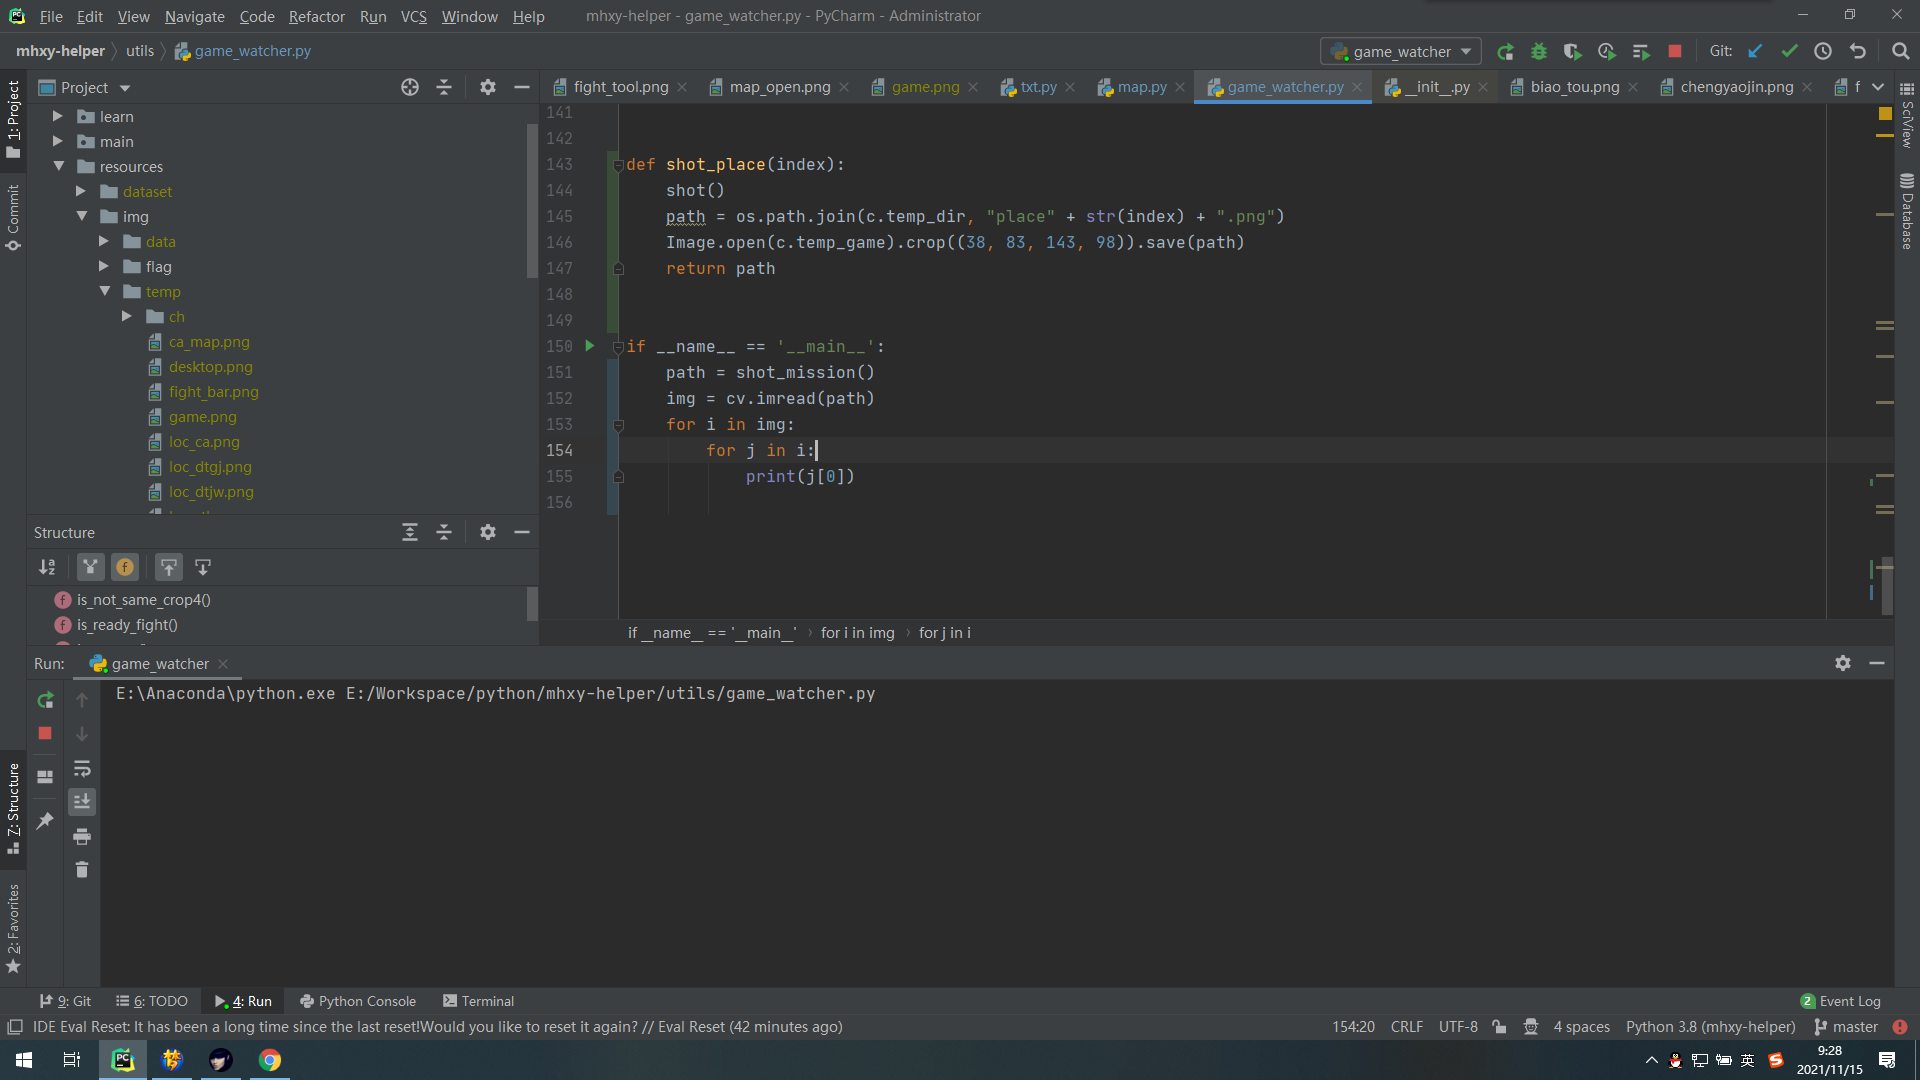 File Edit View Navigate Code Refactor Run VCS Window Help mhxy-helper - game_watcher.py - PyCharm - Administrator
mhxy-helper utils game_watcher.py game_watcher Git:
1: Project
Commit
7: Structure
2: Favorites
Project
learn
main
resources
dataset
img
data
flag
temp
ch
ca_map.png
desktop.png
fight_bar.png
game.png
loc_ca.png
loc_dtgj.png
loc_dtjw.png
Structure
is_not_same_crop4()
is_ready_fight()
fight_tool.png map_open.png game.png txt.py map.py game_watcher.py __init__.py biao_tou.png chengyaojin.png f
141
142
143 def shot_place(index):
144 shot()
145 path = os.path.join(c.temp_dir, "place" + str(index) + ".png")
146 Image.open(c.temp_game).crop((38, 83, 143, 98)).save(path)
147 return path
148
149
150 if __name__ == '__main__':
151 path = shot_mission()
152 img = cv.imread(path)
153 for i in img:
154 for j in i:
155 print(j[0])
156
if __name__ == '__main__' › for i in img › for j in i
SciView
Database
Run: game_watcher
E:\Anaconda\python.exe E:/Workspace/python/mhxy-helper/utils/game_watcher.py
9: Git 6: TODO 4: Run Python Console Terminal 2 Event Log
IDE Eval Reset: It has been a long time since the last reset!Would you like to reset it again? // Eval Reset (42 minutes ago) 154:20 CRLF UTF-8 4 spaces Python 3.8 (mhxy-helper) master
英 9:28
2021/11/15